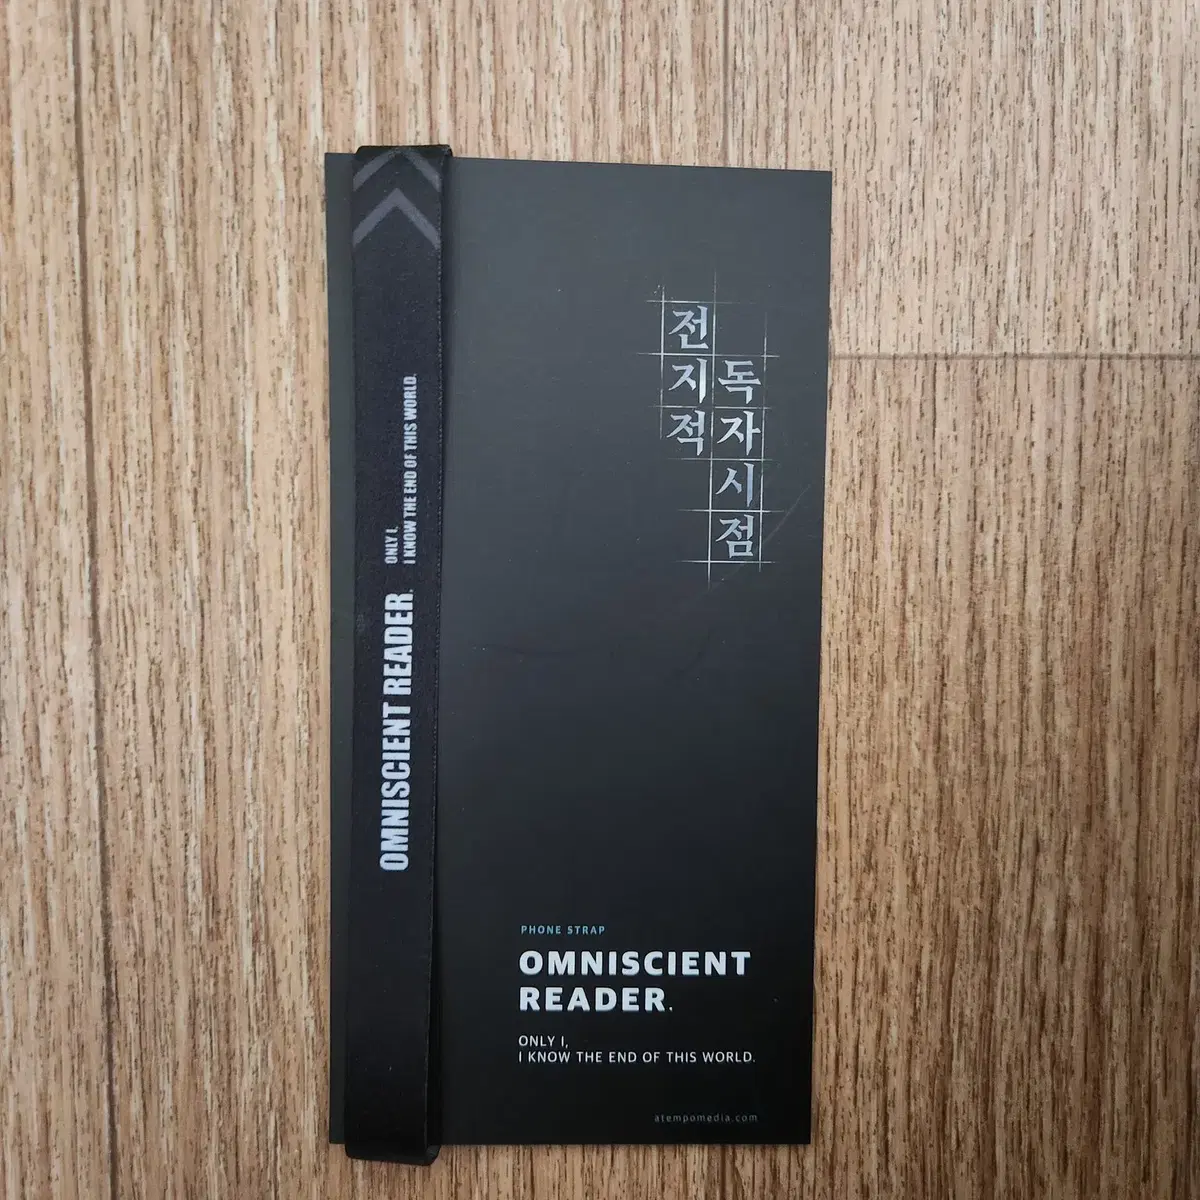 OMNISCIENT READER.
ONLY I,
I KNOW THE END OF THIS WORLD.
전지적
독자시점
PHONE STRAP
OMNISCIENT
READER.
ONLY I,
I KNOW THE END OF THIS WORLD.
atempomedia.com